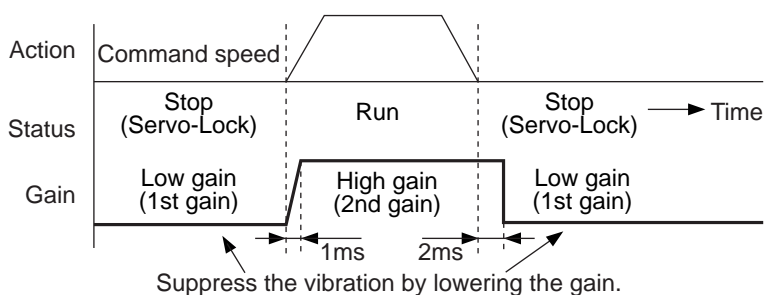 Action
Command speed
Status
Stop
(Servo-Lock)
Run
Stop
(Servo-Lock)
Time
Gain
Low gain
(1st gain)
High gain
(2nd gain)
Low gain
(1st gain)
1ms
2ms
Suppress the vibration by lowering the gain.